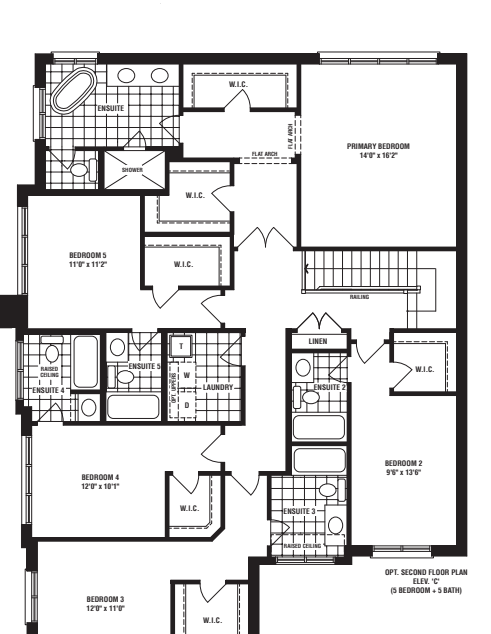 W.I.C.
ENSUITE
FLAT ARCH
PRIMARY BEDROOM
14'0" x 16'2"
FLAT ARCH
SHOWER
W.I.C.
BEDROOM 5
11'0" x 11'2"
W.I.C.
RAILING
LINEN
T
RAISED
CEILING
ENSUITE 4
ENSUITE 5
OPT. UPPERS
W
LAUNDRY
D
ENSUITE 2
W.I.C.
BEDROOM 4
12'0" x 10'1"
BEDROOM 2
9'6" x 13'6"
W.I.C.
ENSUITE 3
RAISED CEILING
OPT. SECOND FLOOR PLAN
ELEV. 'C'
(5 BEDROOM + 5 BATH)
BEDROOM 3
12'0" x 11'0"
W.I.C.